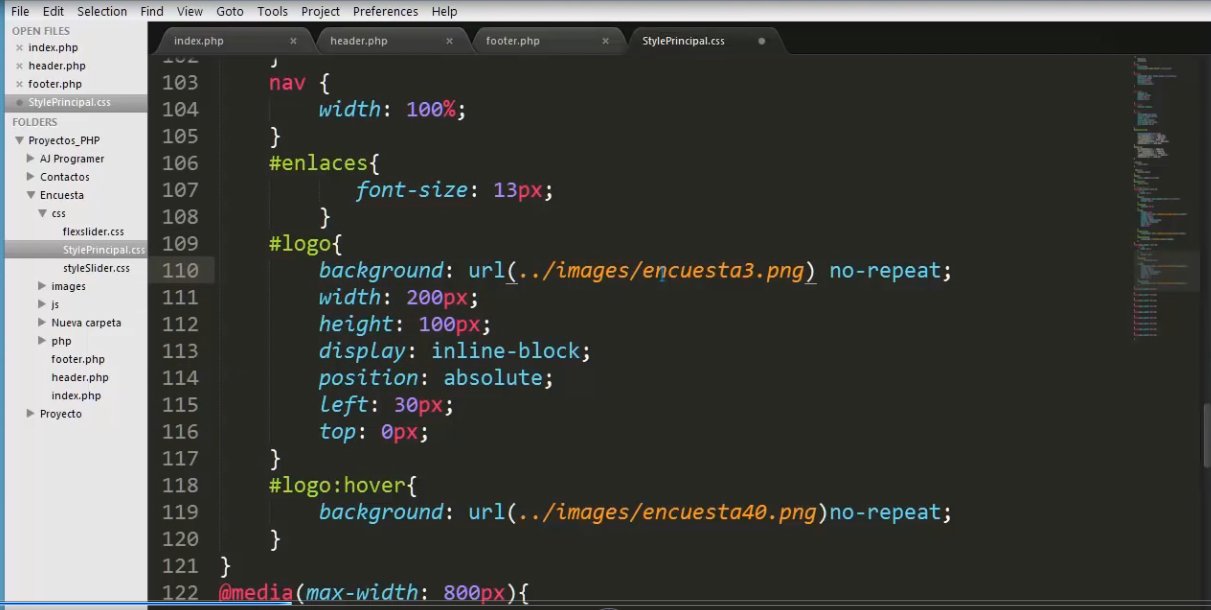 File Edit Selection Find View Goto Tools Project Preferences Help
OPEN FILES
index.php
header.php
footer.php
StylePrincipal.css
FOLDERS
Proyectos_PHP
AJ Programer
Contactos
Encuesta
css
flexslider.css
StylePrincipal.css
styleSlider.css
images
js
Nueva carpeta
php
footer.php
header.php
index.php
Proyecto
index.php × header.php × footer.php × StylePrincipal.css
102 }
103 nav {
104 width: 100%;
105 }
106 #enlaces{
107 font-size: 13px;
108 }
109 #logo{
110 background: url(../images/encuesta3.png) no-repeat;
111 width: 200px;
112 height: 100px;
113 display: inline-block;
114 position: absolute;
115 left: 30px;
116 top: 0px;
117 }
118 #logo:hover{
119 background: url(../images/encuesta40.png)no-repeat;
120 }
121 }
122 @media(max-width: 800px){